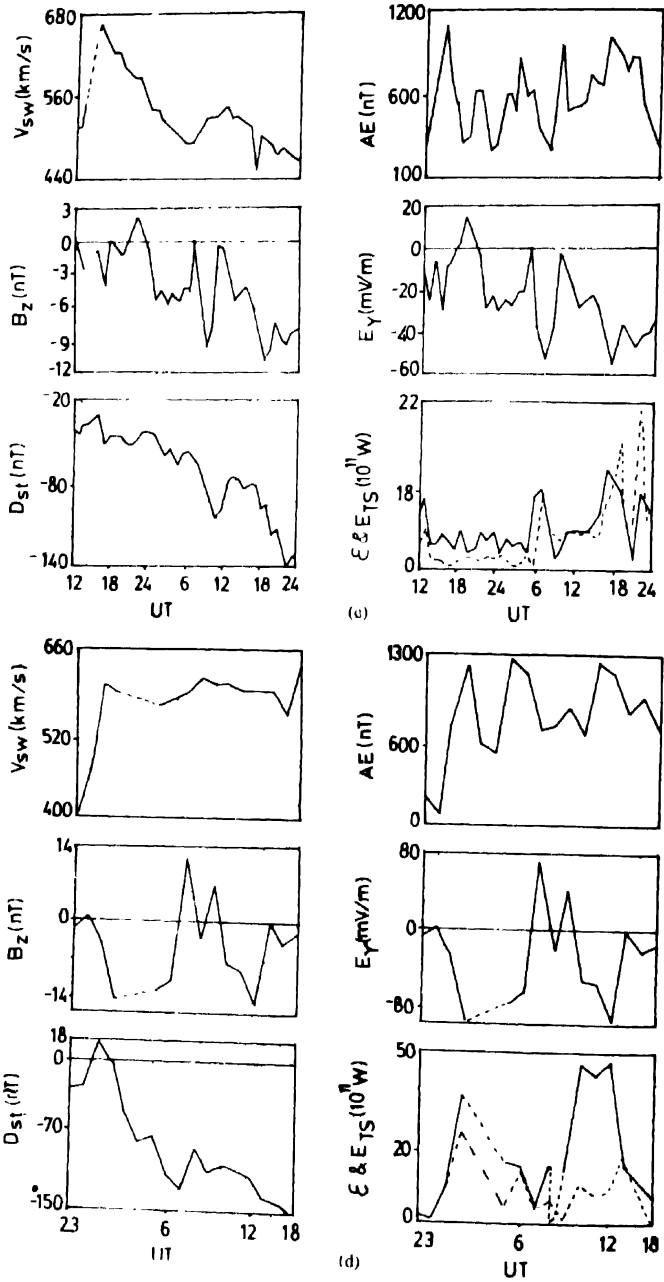 680
560
440
V_SW (km/s)
1200
600
100
AE (nT)
3
0
-3
-6
-9
-12
B_Z (nT)
20
0
-20
-40
-60
E_Y (mV/m)
-20
-80
-140
D_st (nT)
12 18 24 6 12 18 24
UT
22
18
0
ε & E_TS (10^11 W)
12 18 24 6 12 18 24
UT
(c)
660
520
400
V_SW (km/s)
1300
600
0
AE (nT)
14
0
-14
B_Z (nT)
80
0
-80
E_Y (mV/m)
18
0
-70
-150
D_st (nT)
23 6 12 18
UT
50
20
0
ε & E_TS (10^11 W)
23 6 12 18
UT
(d)